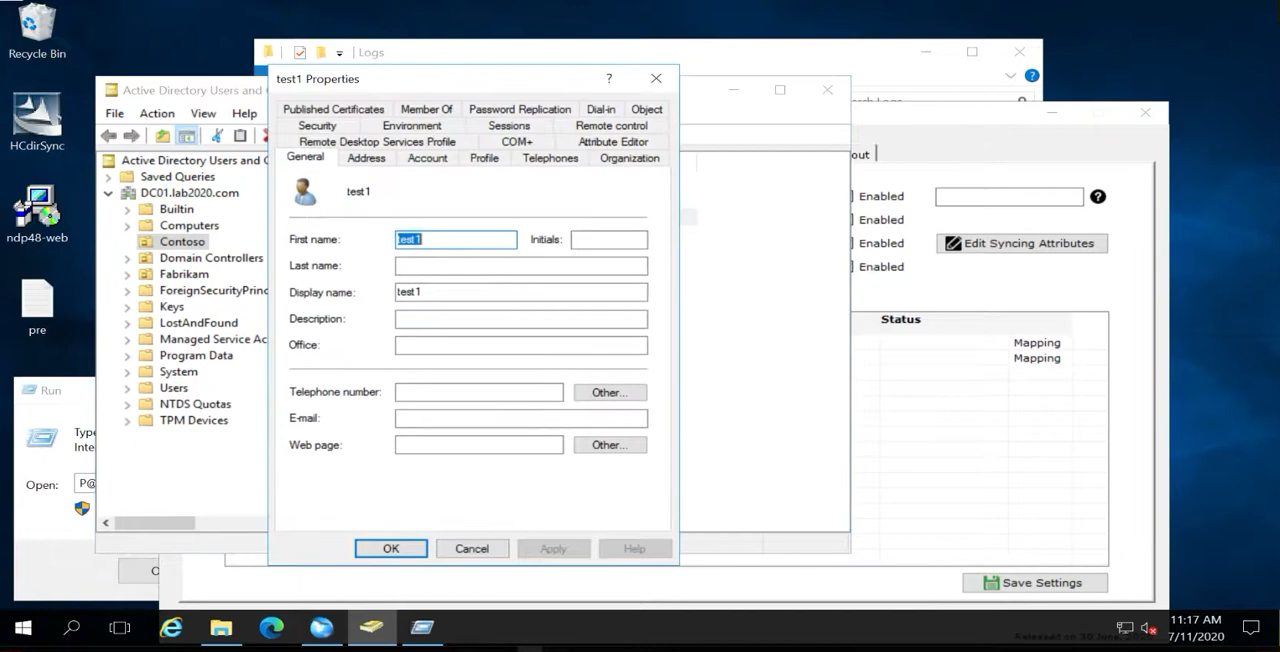 Recycle Bin
HCdirSync
ndp48-web
pre
Logs
Active Directory Users and C
File Action View Help
Active Directory Users and C
Saved Queries
DC01.lab2020.com
Builtin
Computers
Contoso
Domain Controllers
Fabrikam
ForeignSecurityPrinc
Keys
LostAndFound
Managed Service Ac
Program Data
System
Users
NTDS Quotas
TPM Devices
test1 Properties
Published Certificates Member Of Password Replication Dial-in Object
Security Environment Sessions Remote control
Remote Desktop Services Profile COM+ Attribute Editor
General Address Account Profile Telephones Organization
test1
First name: test1 Initials:
Last name:
Display name: test1
Description:
Office:
Telephone number: Other...
E-mail:
Web page: Other...
OK Cancel Apply Help
out
Enabled
Enabled
Enabled
Enabled
Edit Syncing Attributes
Status
Mapping
Mapping
Save Settings
Run
Type
Inte
Open: P@
11:17 AM
7/11/2020